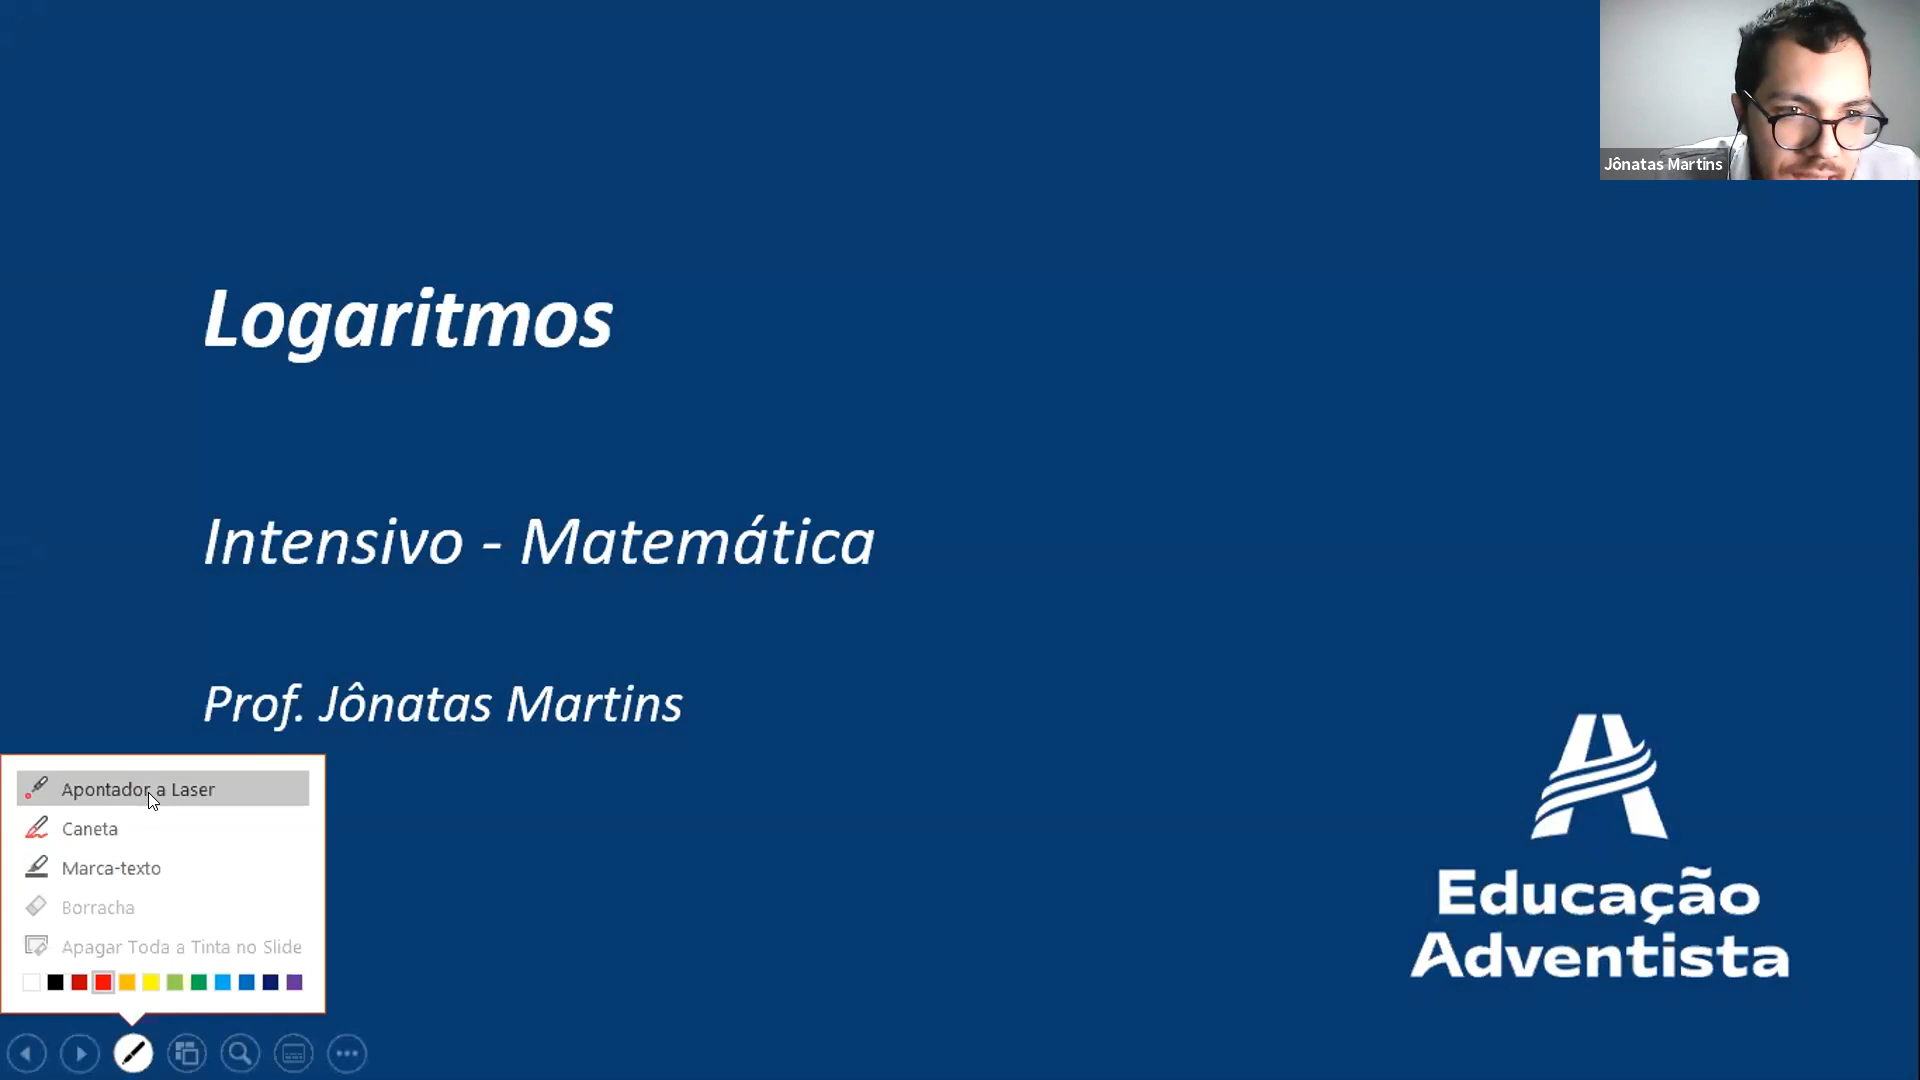 Jônatas Martins
Logaritmos
Intensivo - Matemática
Prof. Jônatas Martins
Apontador a Laser
Caneta
Marca-texto
Borracha
Apagar Toda a Tinta no Slide
Educação
Adventista